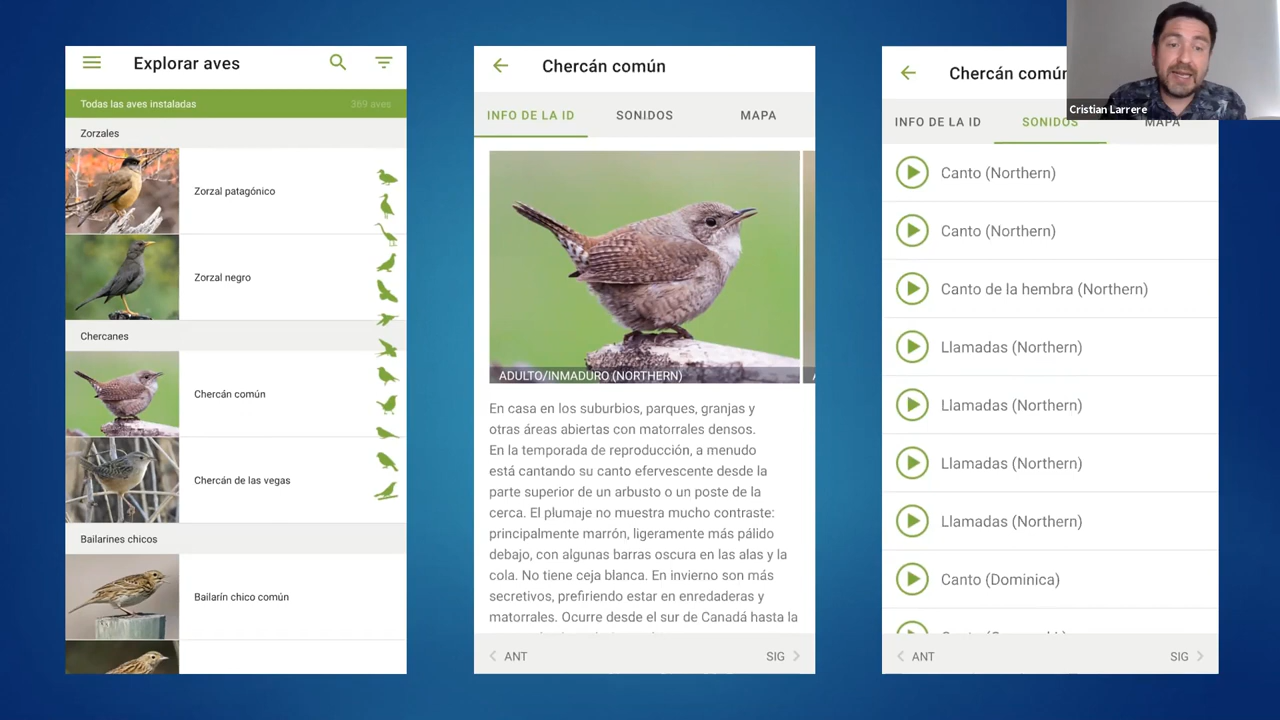 Explorar aves
Todas las aves instaladas
369 aves
Zorzales
Zorzal patagónico
Zorzal negro
Chercanes
Chercán común
Chercán de las vegas
Bailarines chicos
Bailarín chico común
Chercán común
INFO DE LA ID
SONIDOS
MAPA
ADULTO/INMADURO (NORTHERN)
En casa en los suburbios, parques, granjas y
otras áreas abiertas con matorrales densos.
En la temporada de reproducción, a menudo
está cantando su canto efervescente desde la
parte superior de un arbusto o un poste de la
cerca. El plumaje no muestra mucho contraste:
principalmente marrón, ligeramente más pálido
debajo, con algunas barras oscura en las alas y la
cola. No tiene ceja blanca. En invierno son más
secretivos, prefiriendo estar en enredaderas y
matorrales. Ocurre desde el sur de Canadá hasta la
ANT
SIG
Chercán común
INFO DE LA ID
SONIDOS
MAPA
Canto (Northern)
Canto (Northern)
Canto de la hembra (Northern)
Llamadas (Northern)
Llamadas (Northern)
Llamadas (Northern)
Llamadas (Northern)
Canto (Dominica)
ANT
SIG
Cristian Larrere